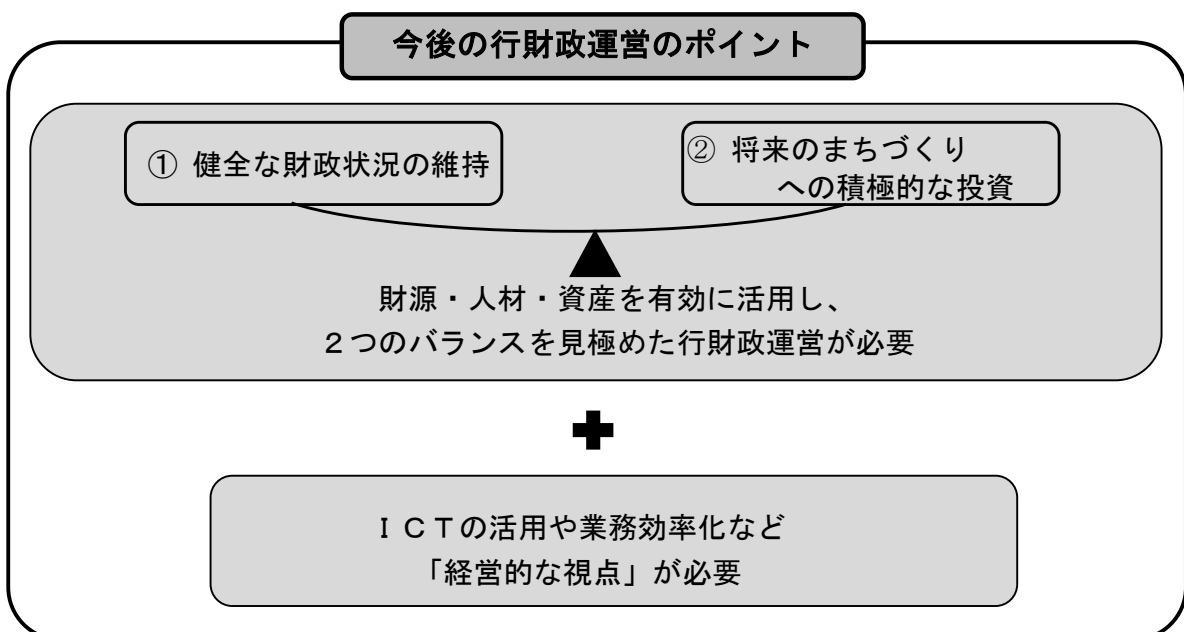 今後の行財政運営のポイント
① 健全な財政状況の維持
② 将来のまちづくり
への積極的な投資
財源・人材・資産を有効に活用し、
２つのバランスを見極めた行財政運営が必要
ＩＣＴの活用や業務効率化など
「経営的な視点」が必要